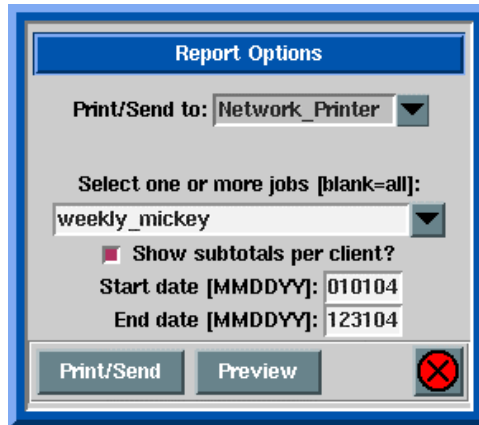 Report Options
Print/Send to: Network_Printer
Select one or more jobs [blank=all]:
weekly_mickey
Show subtotals per client?
Start date [MMDDYY]: 010104
End date [MMDDYY]: 123104
Print/Send Preview